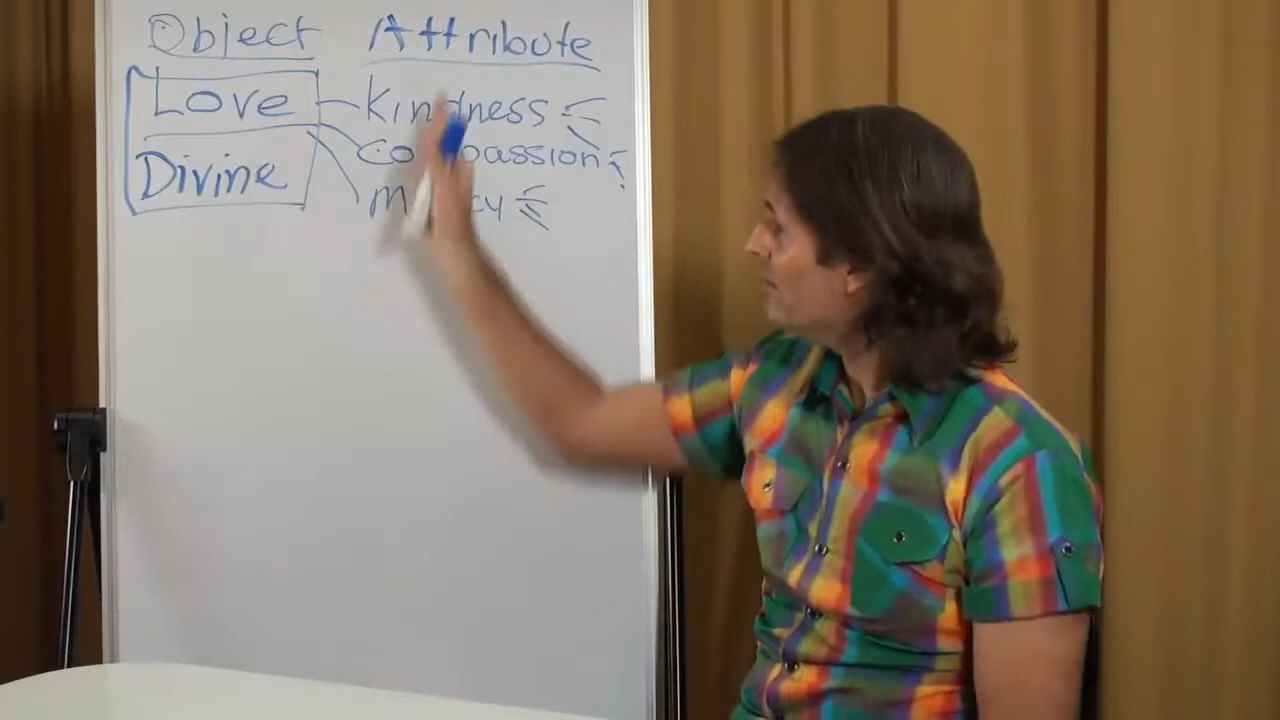 Object Attribute
Love Kindness
Compassion
Divine
Mercy